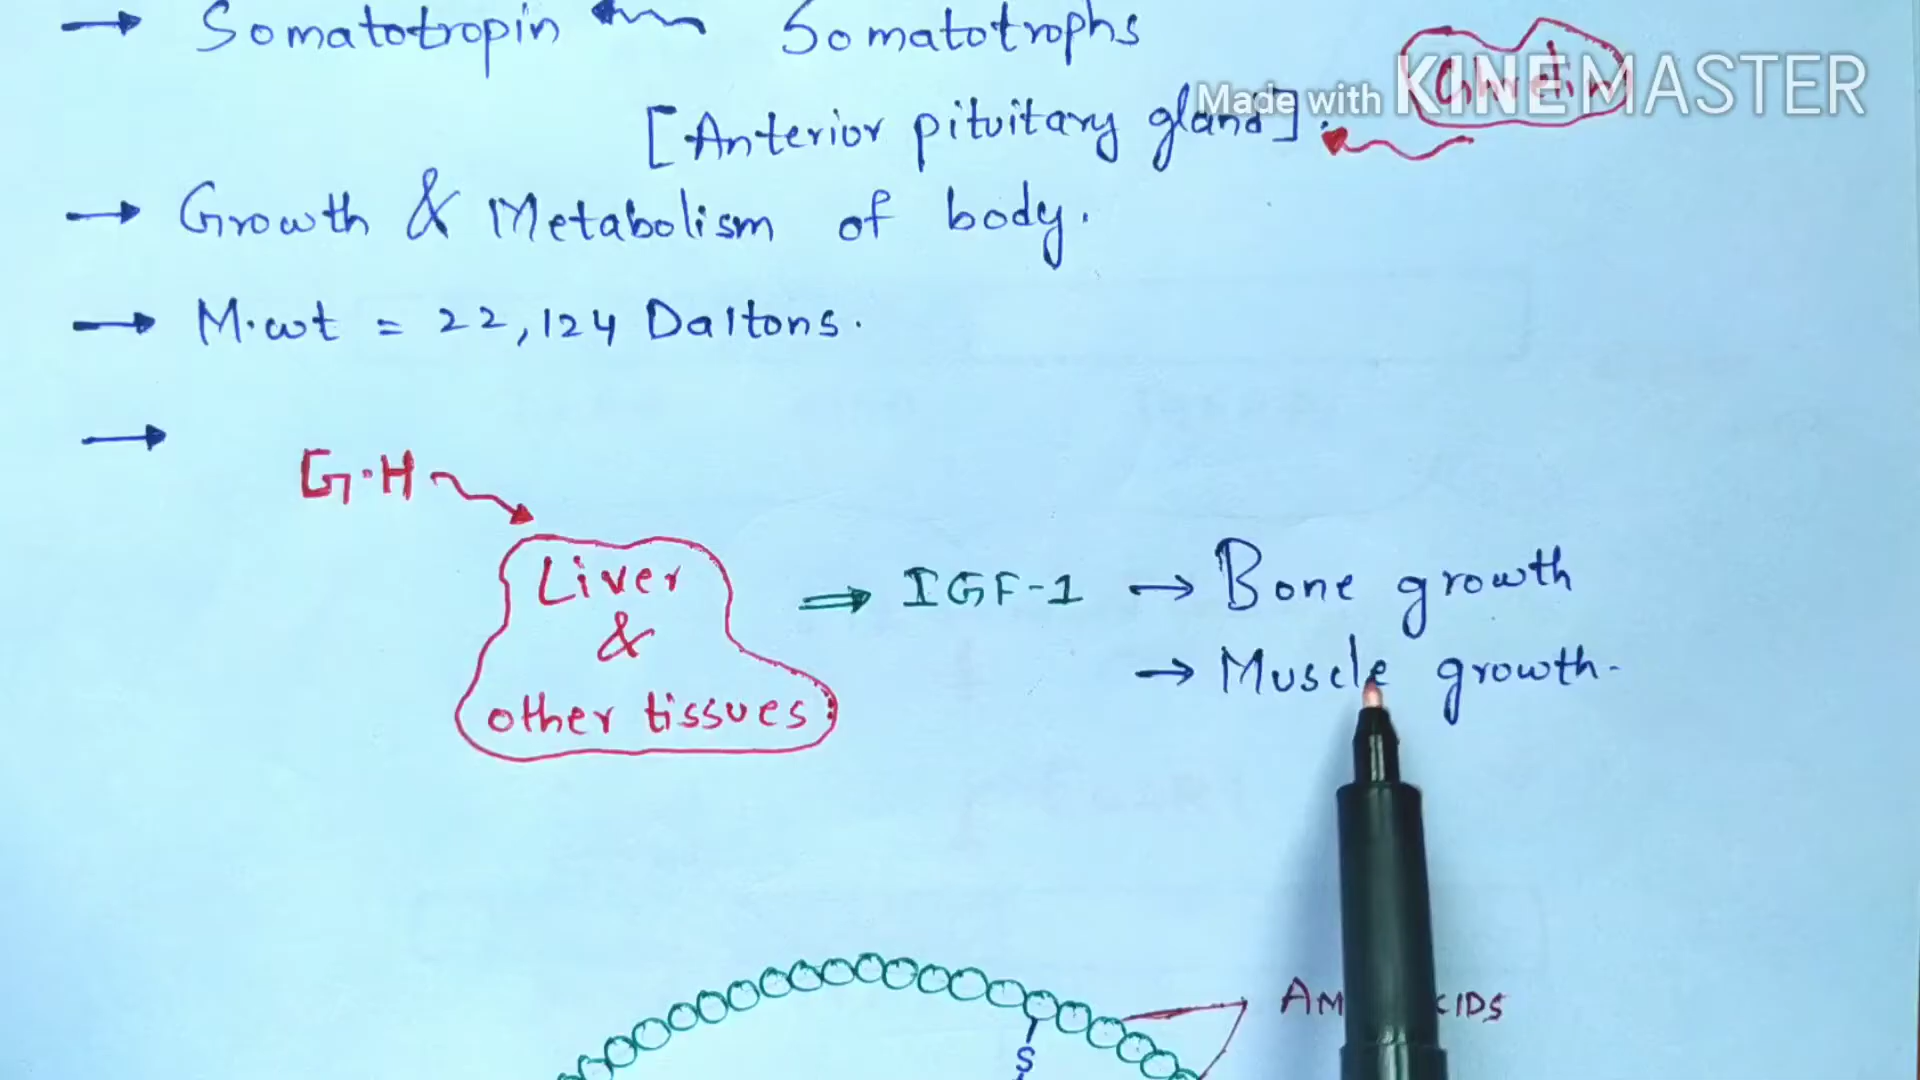 → Somatotropin Somatotrophs
Made with KINEMASTER
[Anterior pituitary gland].
→ Growth & Metabolism of body.
→ M.wt = 22,124 Daltons.
→
G.H
Liver
&
other tissues
⇒ IGF-1 → Bone growth
→ Muscle growth.
S